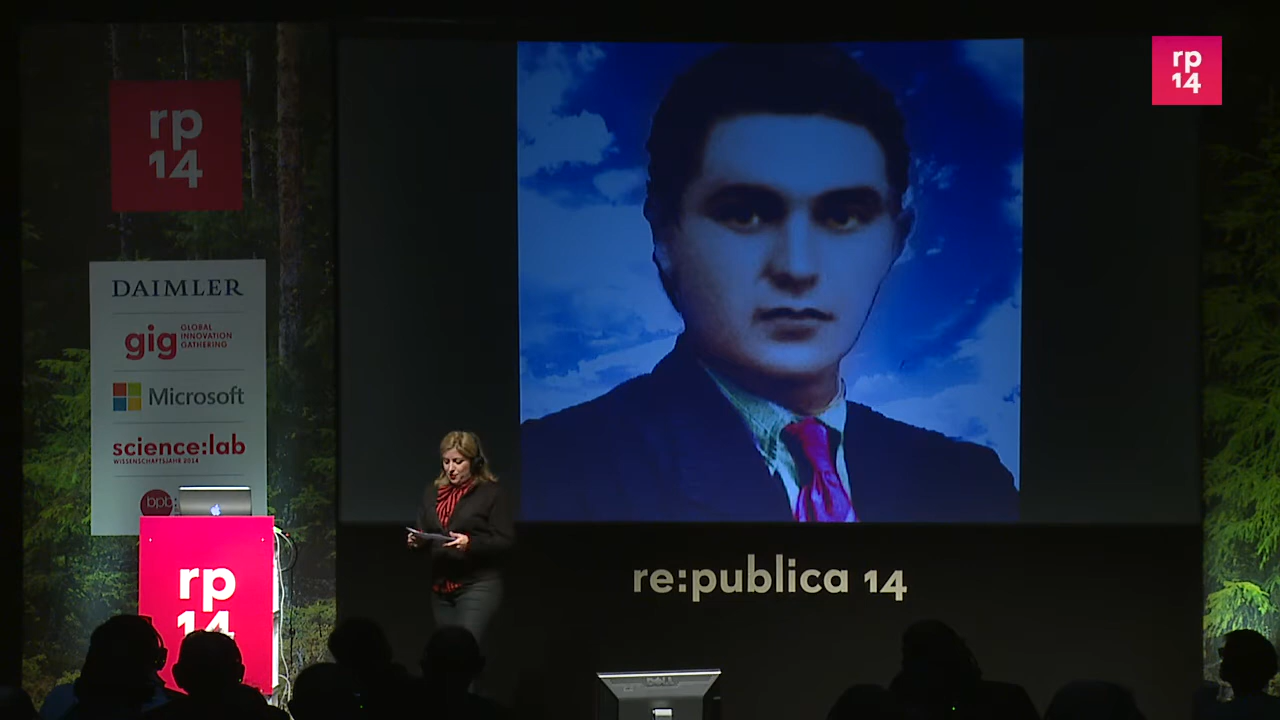 rp
14
rp
14
DAIMLER
gig GLOBAL
INNOVATION
GATHERING
Microsoft
science:lab
WISSENSCHAFTSJAHR 2014
bpb:
rp
14
re:publica 14
DELL